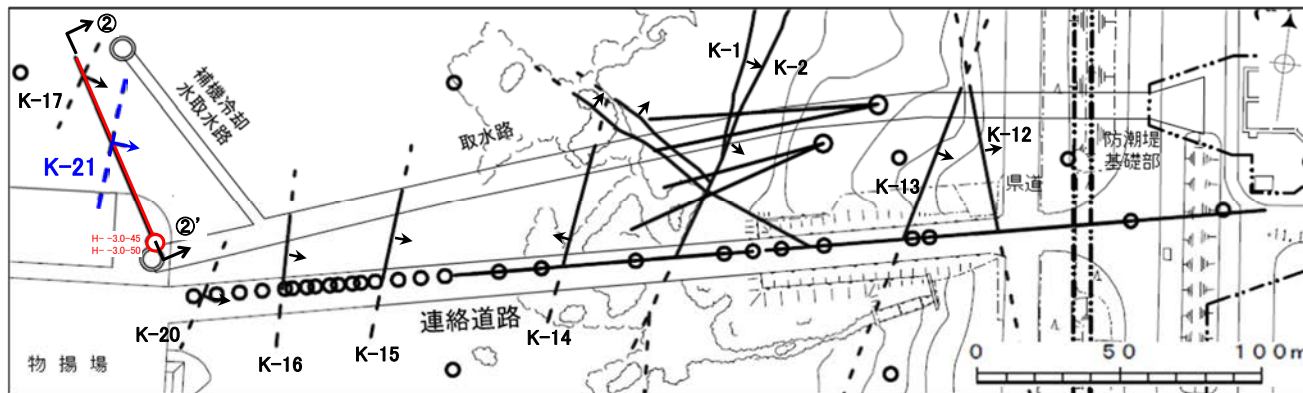 ②
K-17
補機冷却
水取水路
K-21
②'
H- -3.0-45
H- -3.0-50
取水路
K-1
K-2
K-12
防潮堤
基礎部
K-13
県道
K-20
K-16
K-15
連絡道路
K-14
物揚場
+11.1
0 50 100m